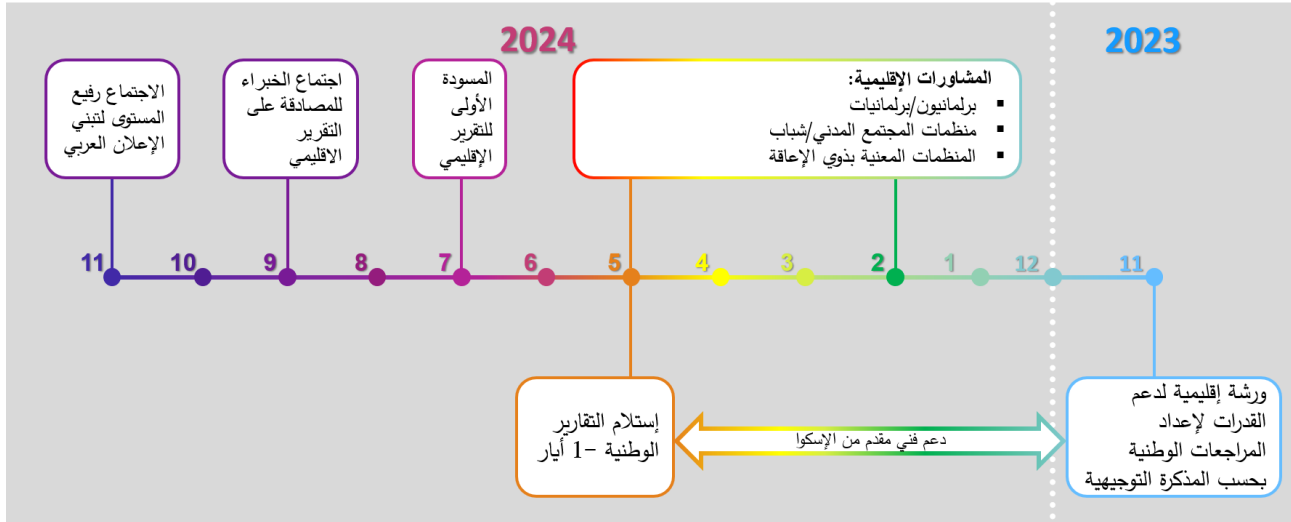 2023
2024
المشاورات الإقليمية:
▪ برلمانيون/برلمانيات
▪ منظمات المجتمع المدني/شباب
▪ المنظمات المعنية بذوي الإعاقة
المسودة
الأولى
للتقرير
الإقليمي
اجتماع الخبراء
للمصادقة على
التقرير
الاقليمي
الاجتماع رفيع
المستوى لتبني
الإعلان العربي
11
12
1
2
3
4
5
6
7
8
9
10
11
ورشة إقليمية لدعم
القدرات لإعداد
المراجعات الوطنية
بحسب المذكرة التوجيهية
دعم فني مقدم من الإسكوا
إستلام التقارير
الوطنية –1 أيار